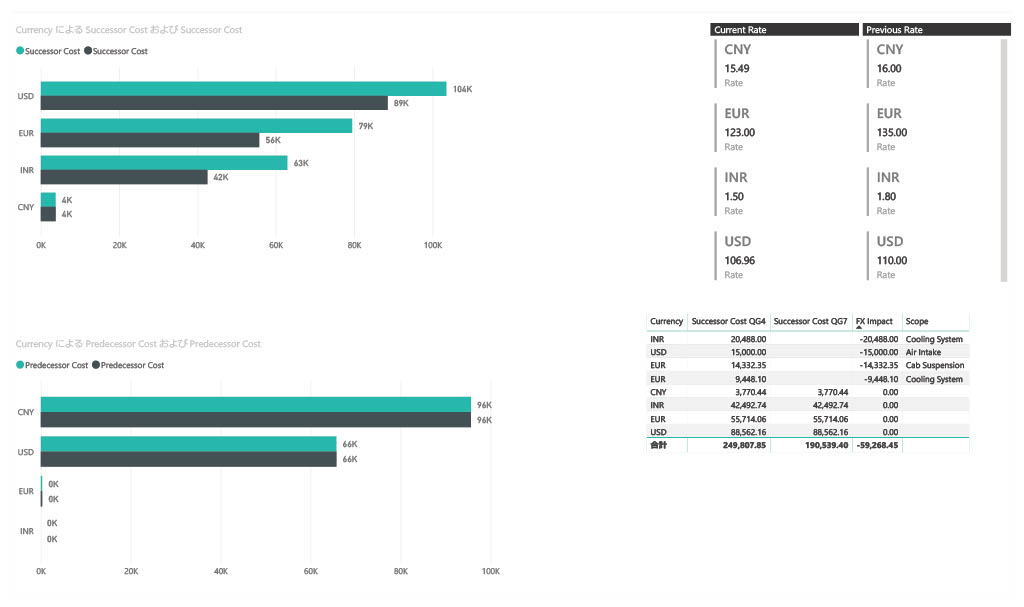 Currency による Successor Cost および Successor Cost
Successor Cost Successor Cost
USD 104K
89K
EUR 79K
56K
INR 63K
42K
CNY 4K
4K
0K 20K 40K 60K 80K 100K
Current Rate
CNY
15.49
Rate
EUR
123.00
Rate
INR
1.50
Rate
USD
106.96
Rate
Previous Rate
CNY
16.00
Rate
EUR
135.00
Rate
INR
1.80
Rate
USD
110.00
Rate
Currency による Predecessor Cost および Predecessor Cost
Predecessor Cost Predecessor Cost
CNY 96K
96K
USD 66K
66K
EUR 0K
0K
INR 0K
0K
0K 20K 40K 60K 80K 100K
Currency Successor Cost QG4 Successor Cost QG7 FX Impact Scope
INR 20,488.00 -20,488.00 Cooling System
USD 15,000.00 -15,000.00 Air Intake
EUR 14,332.35 -14,332.35 Cab Suspension
EUR 9,448.10 -9,448.10 Cooling System
CNY 3,770.44 3,770.44 0.00
INR 42,492.74 42,492.74 0.00
EUR 55,714.06 55,714.06 0.00
USD 88,562.16 88,562.16 0.00
合計 249,807.85 190,539.40 -59,268.45